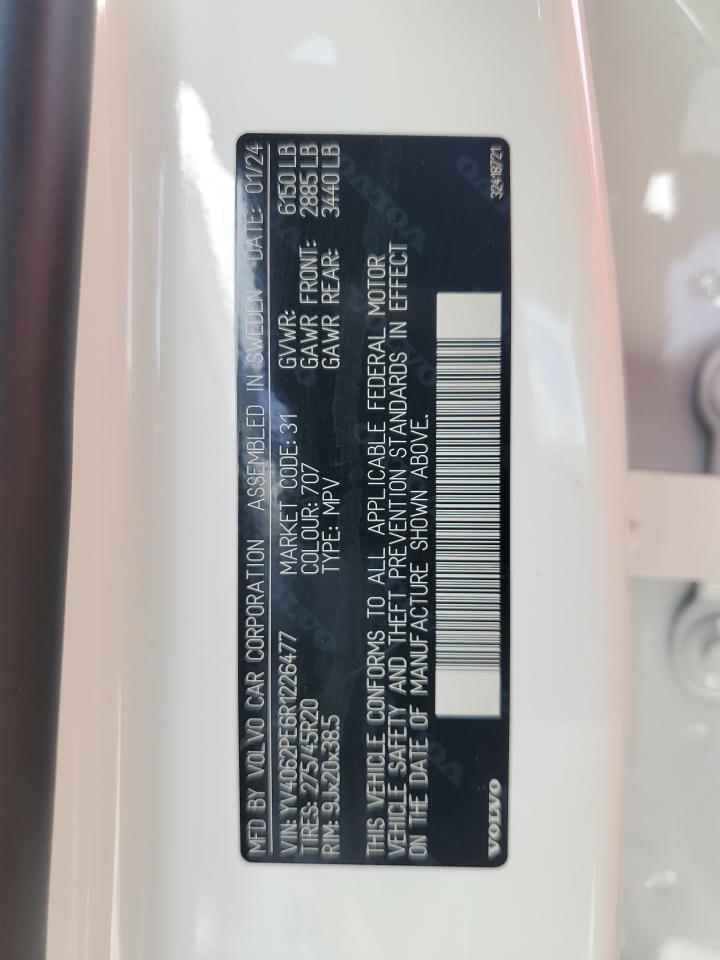 MFD BY VOLVO CAR CORPORATION ASSEMBLED IN SWEDEN DATE: 01/24
VIN: YV4062PE6R1226477 MARKET CODE: 31 GVWR: 6150 LB
TIRES: 275/45R20 COLOUR: 707 GAWR FRONT: 2885 LB
RIM: 9Jx20x38.5 TYPE: MPV GAWR REAR: 3440 LB
THIS VEHICLE CONFORMS TO ALL APPLICABLE FEDERAL MOTOR
VEHICLE SAFETY AND THEFT PREVENTION STANDARDS IN EFFECT
ON THE DATE OF MANUFACTURE SHOWN ABOVE.
VOLVO 32418721